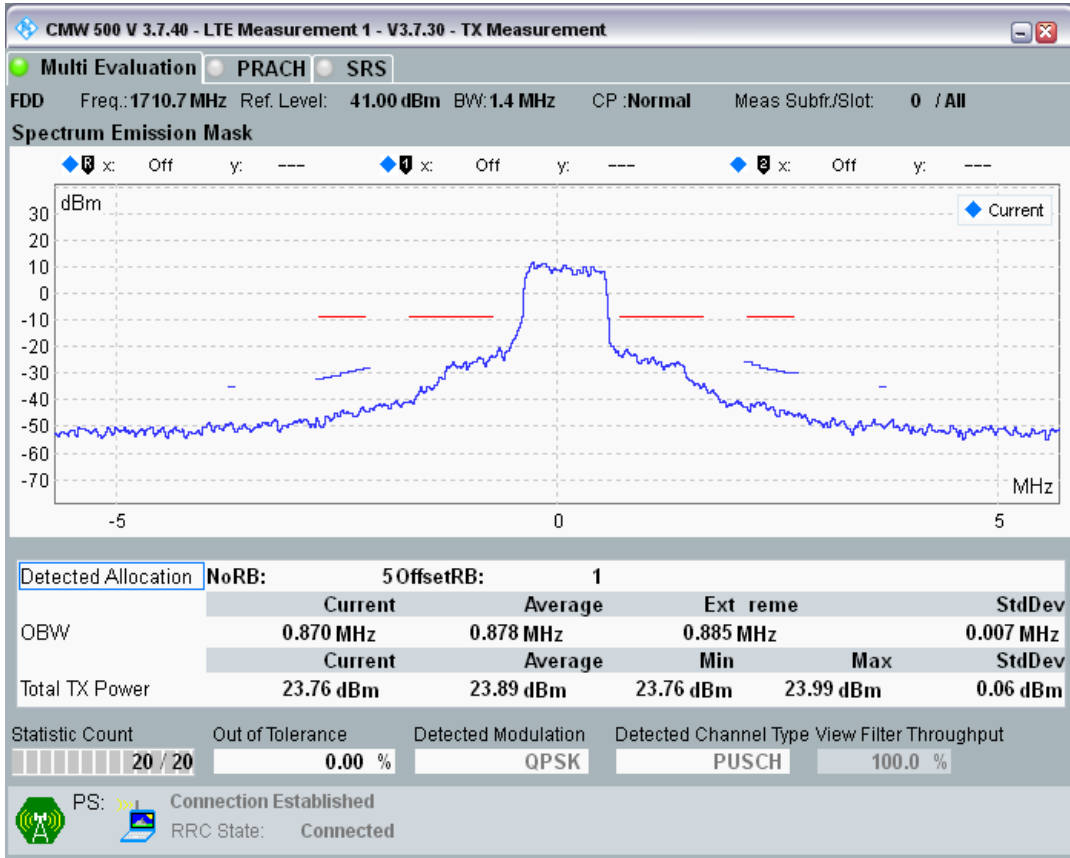 CMW 500 V 3.7.40 - LTE Measurement 1 - V3.7.30 - TX Measurement
Multi Evaluation PRACH SRS
FDD Freq.: 1710.7 MHz Ref. Level: 41.00 dBm BW: 1.4 MHz CP :Normal Meas Subfr./Slot: 0 / All
Spectrum Emission Mask
R x: Off y: --- 1 x: Off y: --- 2 x: Off y: ---
dBm
Current
30
20
10
0
-10
-20
-30
-40
-50
-60
-70
MHz
-5 0 5
Detected Allocation NoRB: 5 OffsetRB: 1
Current Average Ext reme StdDev
OBW 0.870 MHz 0.878 MHz 0.885 MHz 0.007 MHz
Current Average Min Max StdDev
Total TX Power 23.76 dBm 23.89 dBm 23.76 dBm 23.99 dBm 0.06 dBm
Statistic Count Out of Tolerance Detected Modulation Detected Channel Type View Filter Throughput
20 / 20 0.00 % QPSK PUSCH 100.0 %
PS: Connection Established
RRC State: Connected